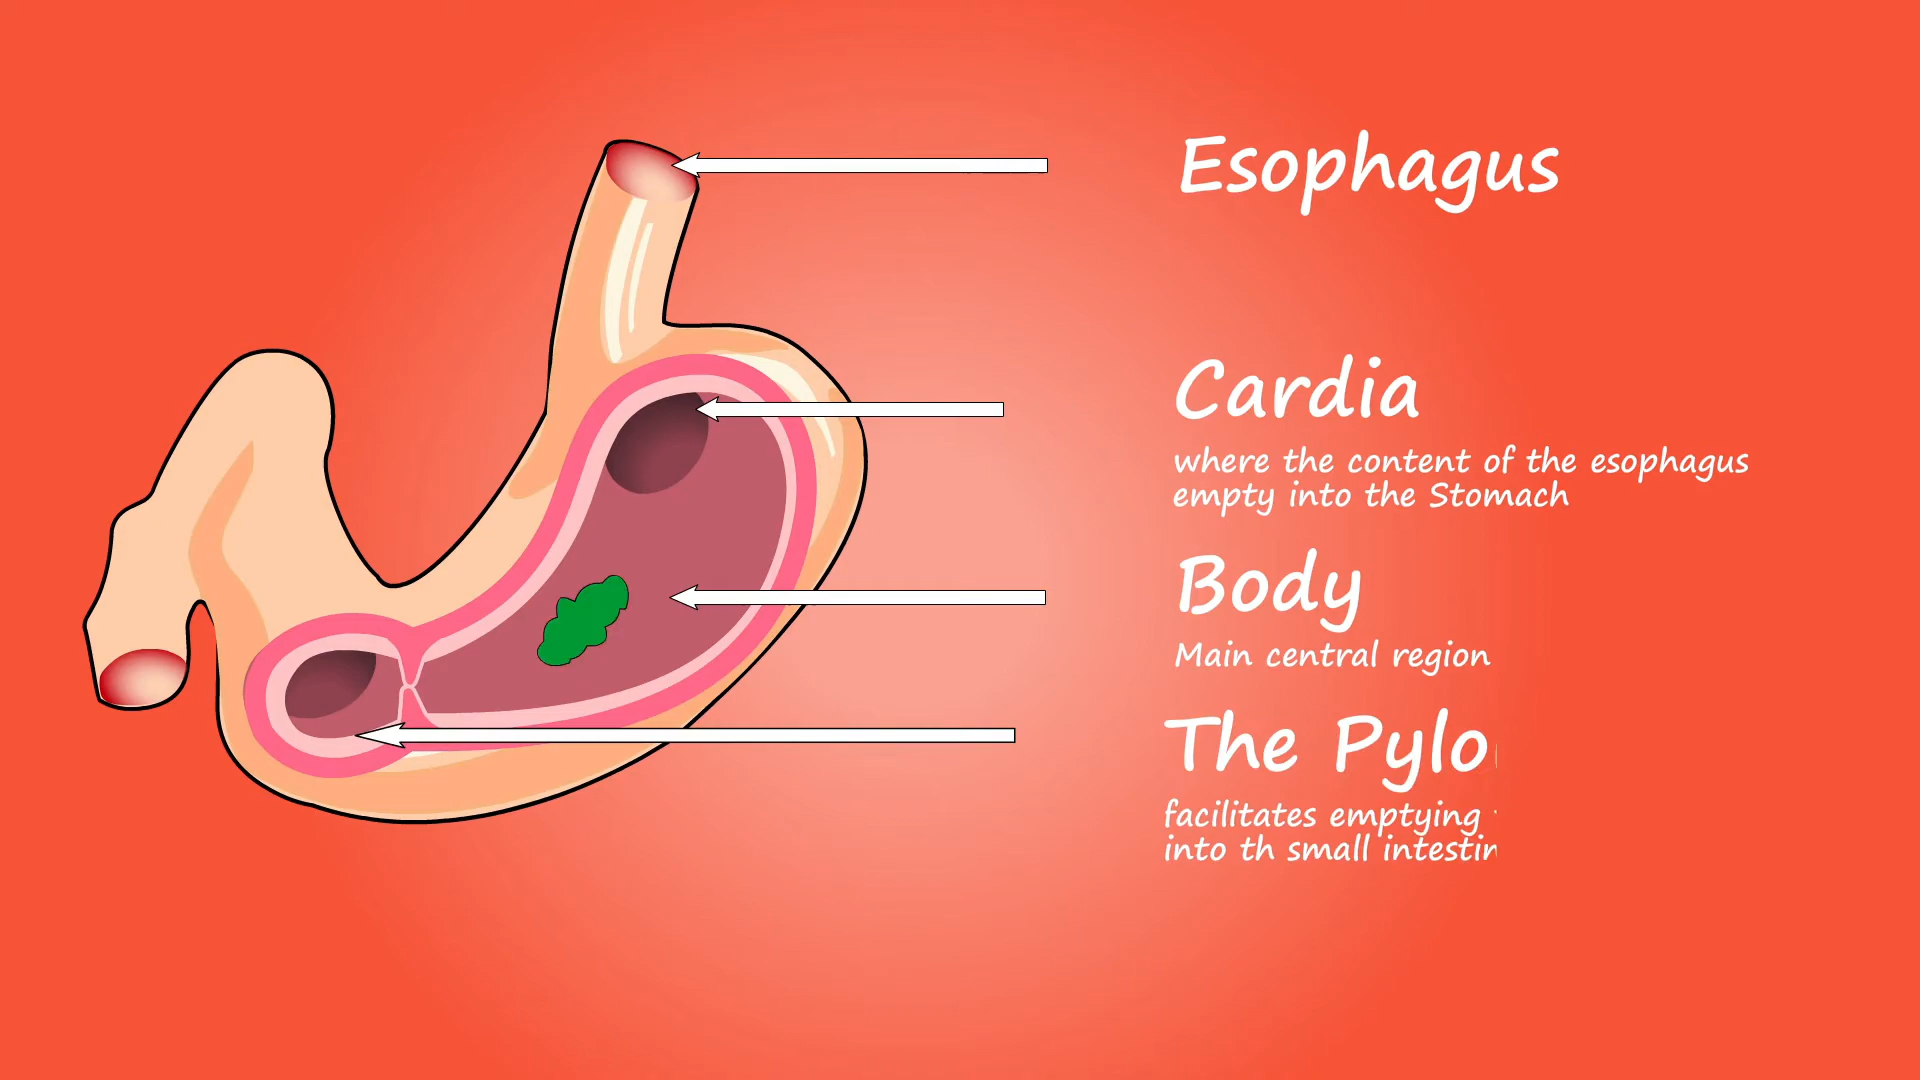 Esophagus
Cardia
where the content of the esophagus
empty into the Stomach
Body
Main central region
The Pylo
facilitates emptying
into th small intestin